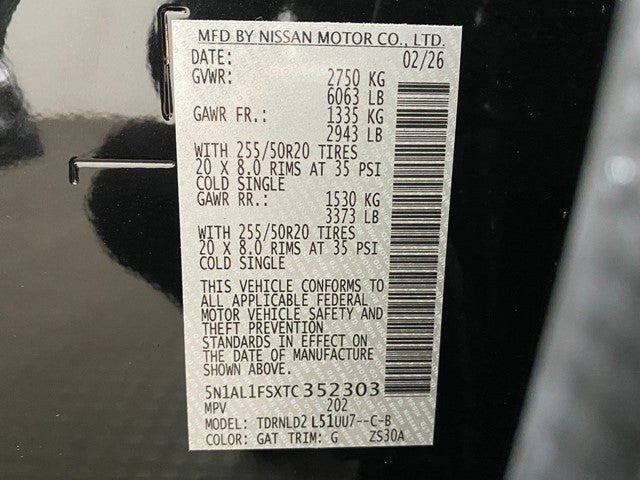 MFD BY NISSAN MOTOR CO., LTD.
DATE: 02/26
GVWR: 2750 KG
6063 LB
GAWR FR.: 1335 KG
2943 LB
WITH 255/50R20 TIRES
20 X 8.0 RIMS AT 35 PSI
COLD SINGLE
GAWR RR.: 1530 KG
3373 LB
WITH 255/50R20 TIRES
20 X 8.0 RIMS AT 35 PSI
COLD SINGLE
THIS VEHICLE CONFORMS TO
ALL APPLICABLE FEDERAL
MOTOR VEHICLE SAFETY AND
THEFT PREVENTION
STANDARDS IN EFFECT ON
THE DATE OF MANUFACTURE
SHOWN ABOVE.
5N1AL1FSXTC352303
MPV 202
MODEL: TDRNLD2 L51UU7--C-B
COLOR: GAT TRIM: G ZS30A